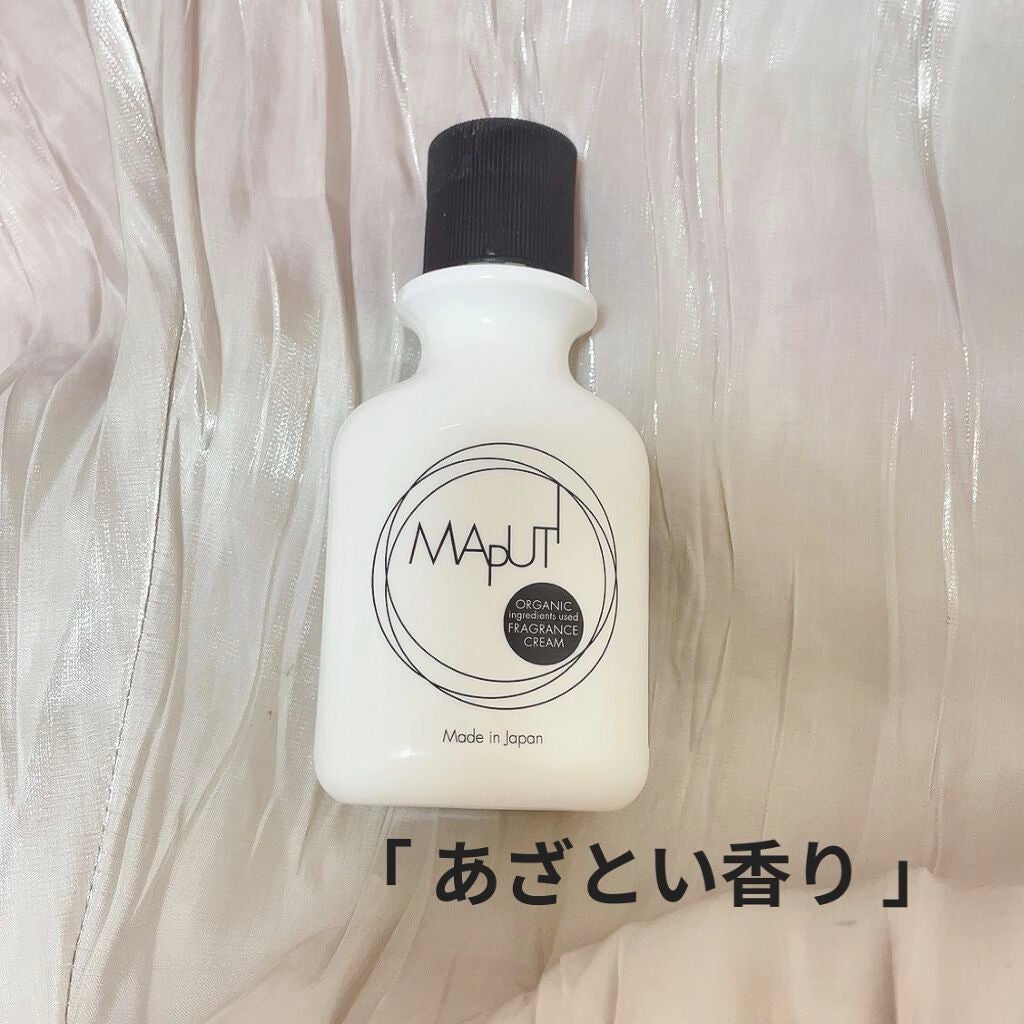 MApUTI
ORGANIC
ingredients used
FRAGRANCE
CREAM
Made in Japan
「 あざとい香り 」